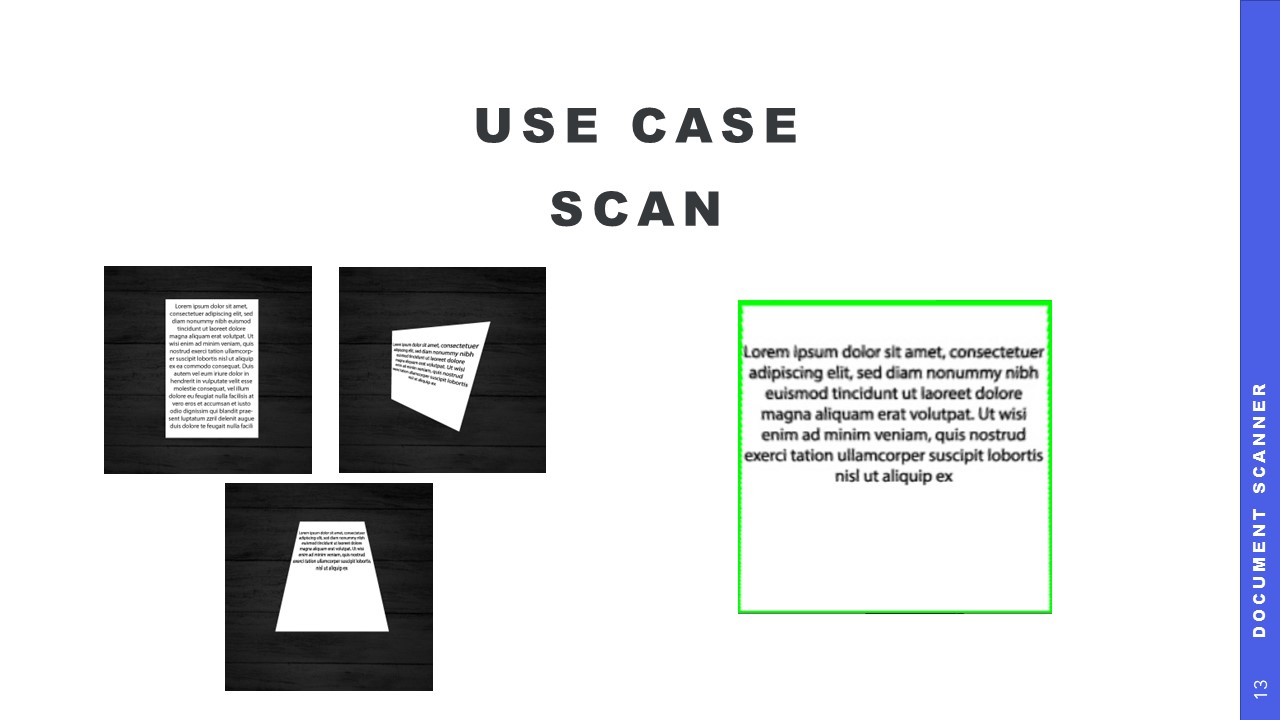 USE CASE
SCAN
Lorem ipsum dolor sit amet,
consectetuer adipiscing elit, sed
diam nonummy nibh euismod
tincidunt ut laoreet dolore
magna aliquam erat volutpat. Ut
wisi enim ad minim veniam, quis
nostrud exerci tation ullamcorp-
er suscipit lobortis nisl ut aliquip
ex ea commodo consequat. Duis
autem vel eum iriure dolor in
hendrerit in vulputate velit esse
molestie consequat, vel illum
dolore eu feugiat nulla facilisis at
vero eros et accumsan et iusto
odio dignissim qui blandit prae-
sent luptatum zzril delenit augue
duis dolore te feugait nulla facili
Lorem ipsum dolor sit amet, consectetuer
adipiscing elit, sed diam nonummy nibh
euismod tincidunt ut laoreet dolore
magna aliquam erat volutpat. Ut wisi
enim ad minim veniam, quis nostrud
exerci tation ullamcorper suscipit lobortis
nisl ut aliquip ex
Lorem ipsum dolor sit amet, consectetuer
adipiscing elit, sed diam nonummy nibh
euismod tincidunt ut laoreet dolore
magna aliquam erat volutpat. Ut wisi
enim ad minim veniam, quis nostrud
exerci tation ullamcorper suscipit lobortis
nisl ut aliquip ex
Lorem ipsum dolor sit amet, consectetuer
adipiscing elit, sed diam nonummy nibh
euismod tincidunt ut laoreet dolore
magna aliquam erat volutpat. Ut wisi
enim ad minim veniam, quis nostrud
exerci tation ullamcorper suscipit lobortis
nisl ut aliquip ex
DOCUMENT SCANNER
13